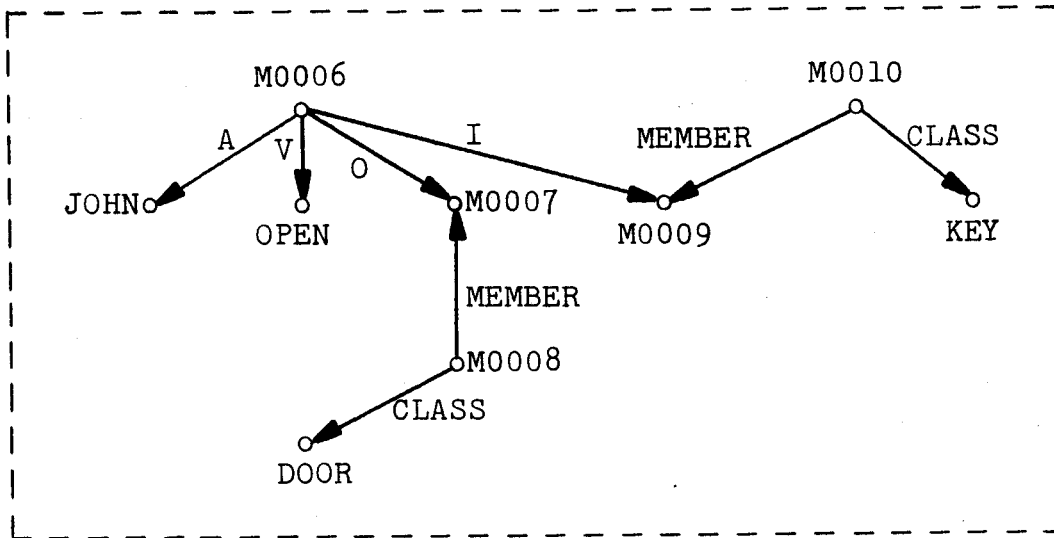 M0006
M0010
A
V
O
I
MEMBER
CLASS
JOHN
OPEN
M0007
M0009
KEY
MEMBER
M0008
CLASS
DOOR